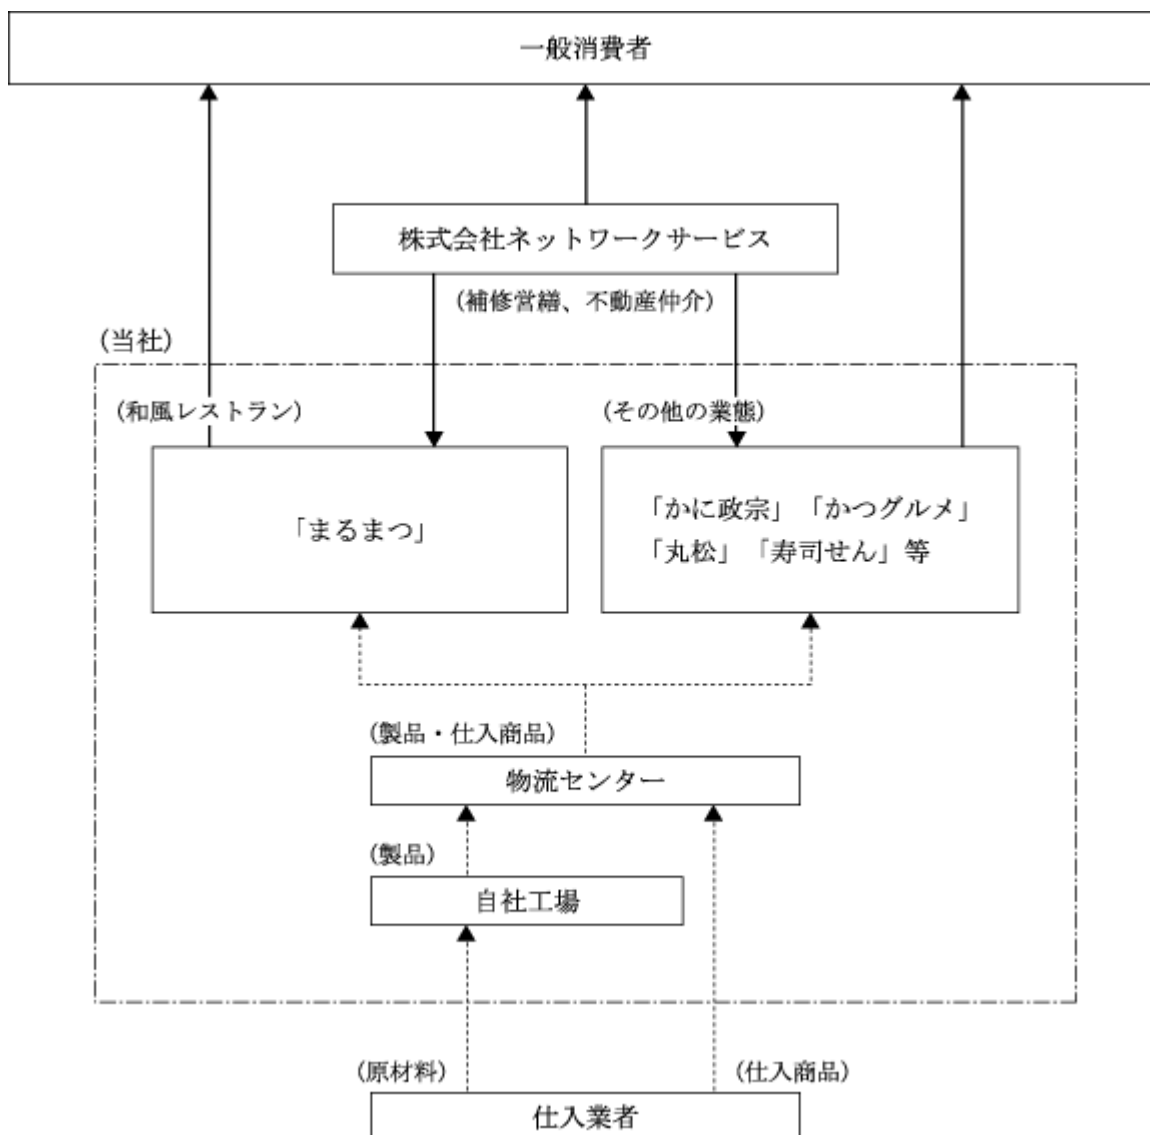 一般消費者
株式会社ネットワークサービス
(補修営繕、不動産仲介)
(当社)
(和風レストラン)
(その他の業態)
「まるまつ」
「かに政宗」「かつグルメ」
「丸松」「寿司せん」等
(製品・仕入商品)
物流センター
(製品)
自社工場
(原材料)
(仕入商品)
仕入業者